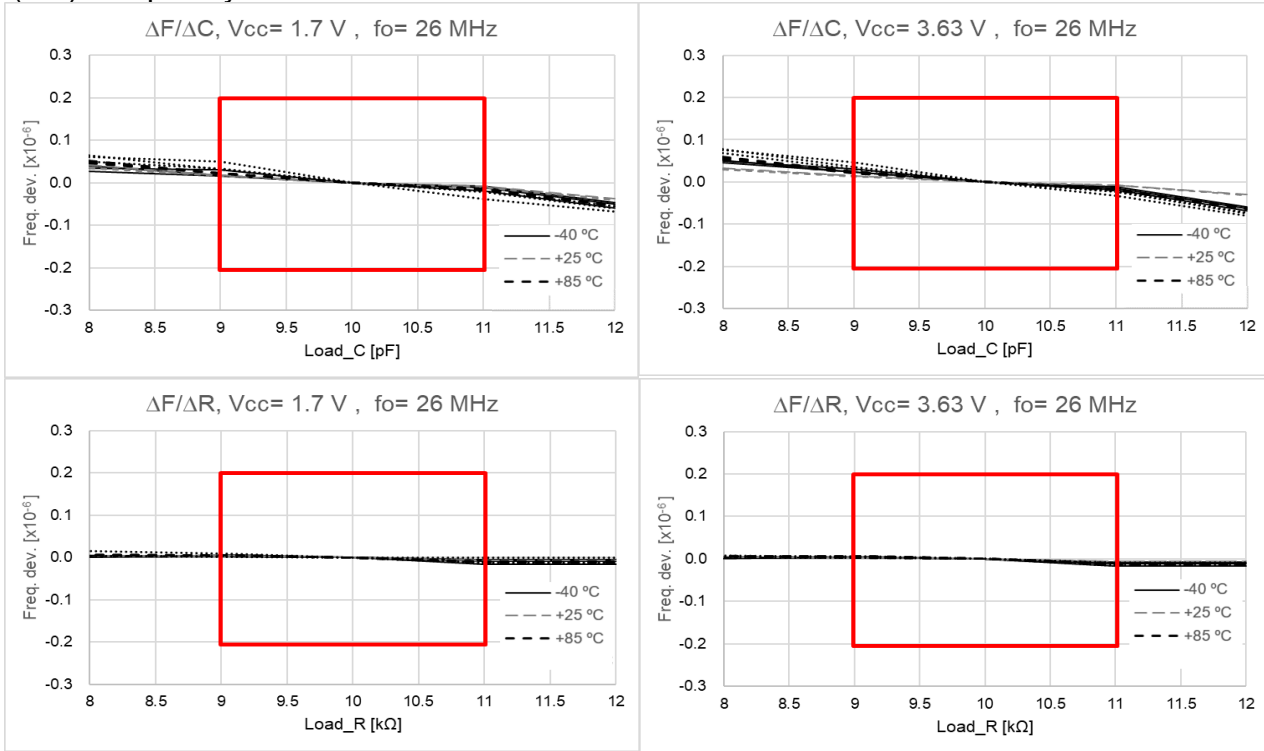 ΔF/ΔC, Vcc= 1.7 V , fo= 26 MHz
0.3
0.2
0.1
0.0
-0.1
-0.2
-0.3
Freq. dev. [x10⁻⁶]
-40 ºC
+25 ºC
+85 ºC
8 8.5 9 9.5 10 10.5 11 11.5 12
Load_C [pF]
ΔF/ΔC, Vcc= 3.63 V , fo= 26 MHz
0.3
0.2
0.1
0.0
-0.1
-0.2
-0.3
Freq. dev. [x10⁻⁶]
-40 ºC
+25 ºC
+85 ºC
8 8.5 9 9.5 10 10.5 11 11.5 12
Load_C [pF]
ΔF/ΔR, Vcc= 1.7 V , fo= 26 MHz
0.3
0.2
0.1
0.0
-0.1
-0.2
-0.3
Freq. dev. [x10⁻⁶]
-40 ºC
+25 ºC
+85 ºC
8 8.5 9 9.5 10 10.5 11 11.5 12
Load_R [kΩ]
ΔF/ΔR, Vcc= 3.63 V , fo= 26 MHz
0.3
0.2
0.1
0.0
-0.1
-0.2
-0.3
Freq. dev. [x10⁻⁶]
-40 ºC
+25 ºC
+85 ºC
8 8.5 9 9.5 10 10.5 11 11.5 12
Load_R [kΩ]